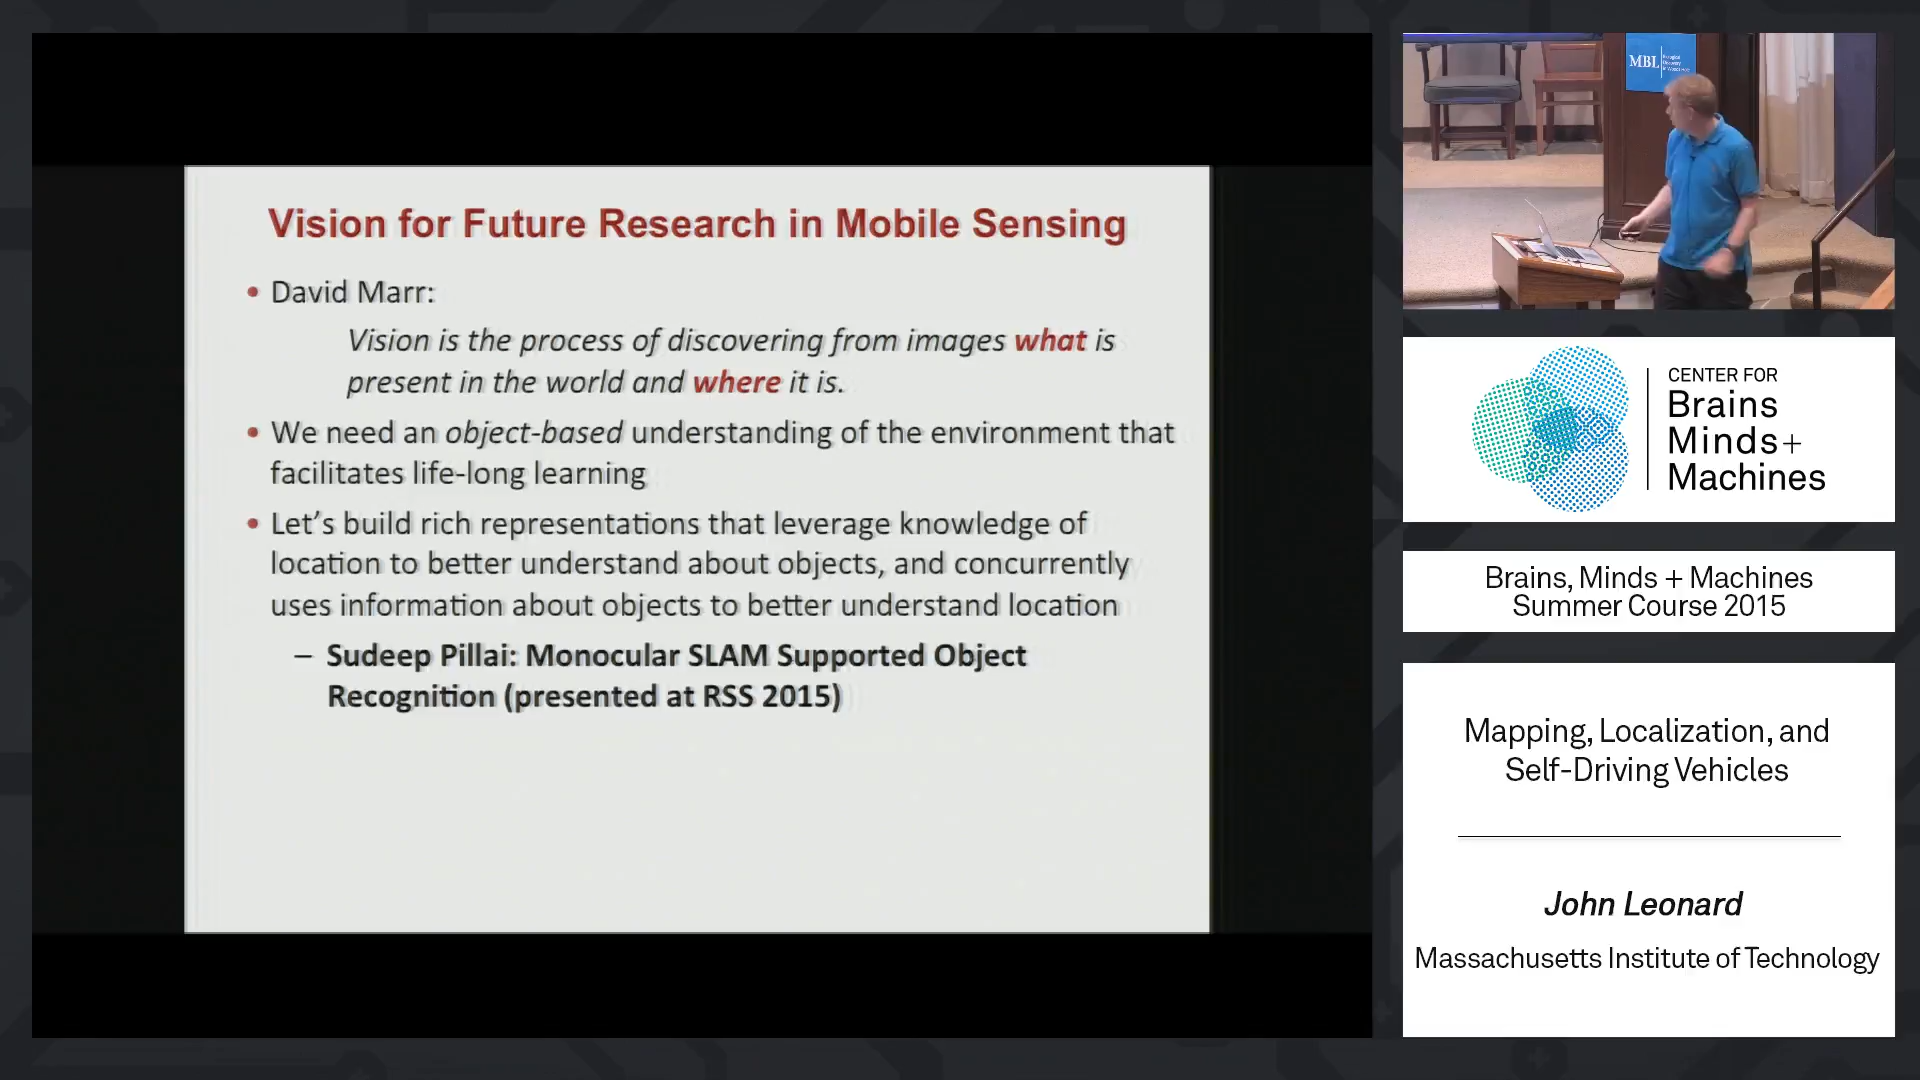 Vision for Future Research in Mobile Sensing
• David Marr:
Vision is the process of discovering from images what is
present in the world and where it is.
• We need an object-based understanding of the environment that
facilitates life-long learning
• Let's build rich representations that leverage knowledge of
location to better understand about objects, and concurrently
uses information about objects to better understand location
– Sudeep Pillai: Monocular SLAM Supported Object
Recognition (presented at RSS 2015)
MBL
CENTER FOR
Brains
Minds+
Machines
Brains, Minds + Machines
Summer Course 2015
Mapping, Localization, and
Self-Driving Vehicles
John Leonard
Massachusetts Institute of Technology